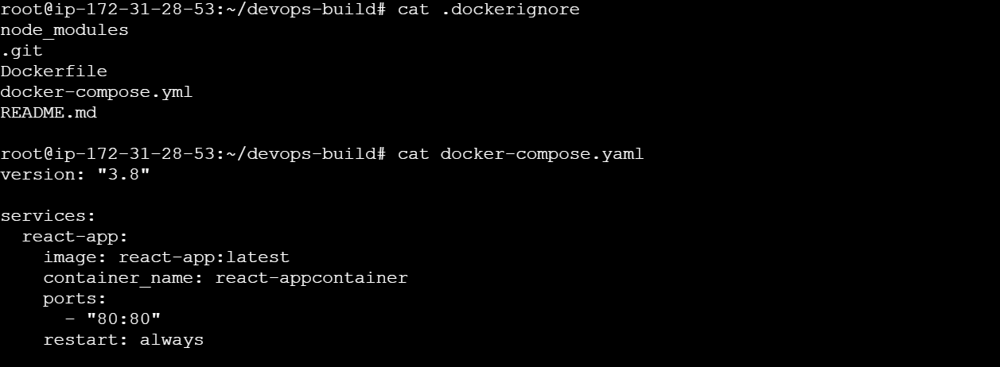 root@ip-172-31-28-53:~/devops-build# cat .dockerignore
node_modules
.git
Dockerfile
docker-compose.yml
README.md

root@ip-172-31-28-53:~/devops-build# cat docker-compose.yaml
version: "3.8"

services:
  react-app:
    image: react-app:latest
    container_name: react-appcontainer
    ports:
      - "80:80"
    restart: always